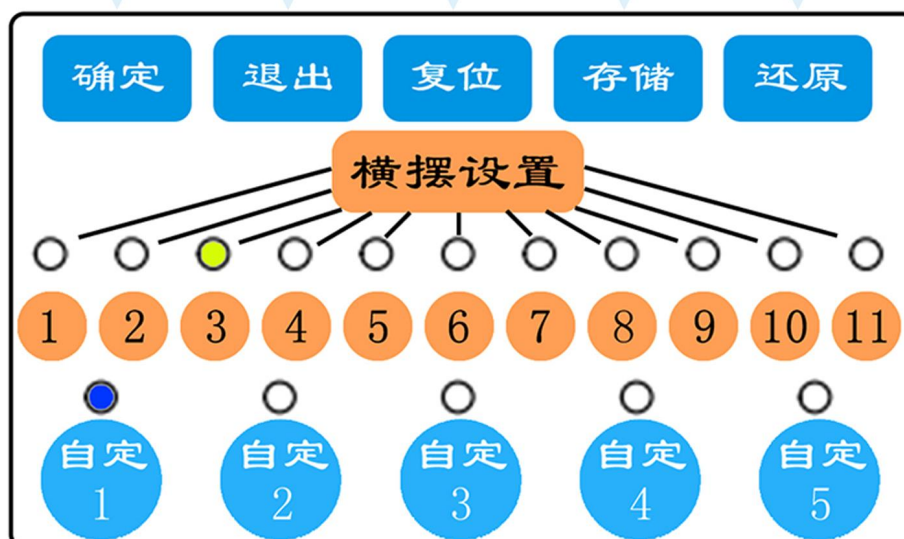 确定 退出 复位 存储 还原
横摆设置
1 2 3 4 5 6 7 8 9 10 11
自定 自定 自定 自定 自定
1 2 3 4 5